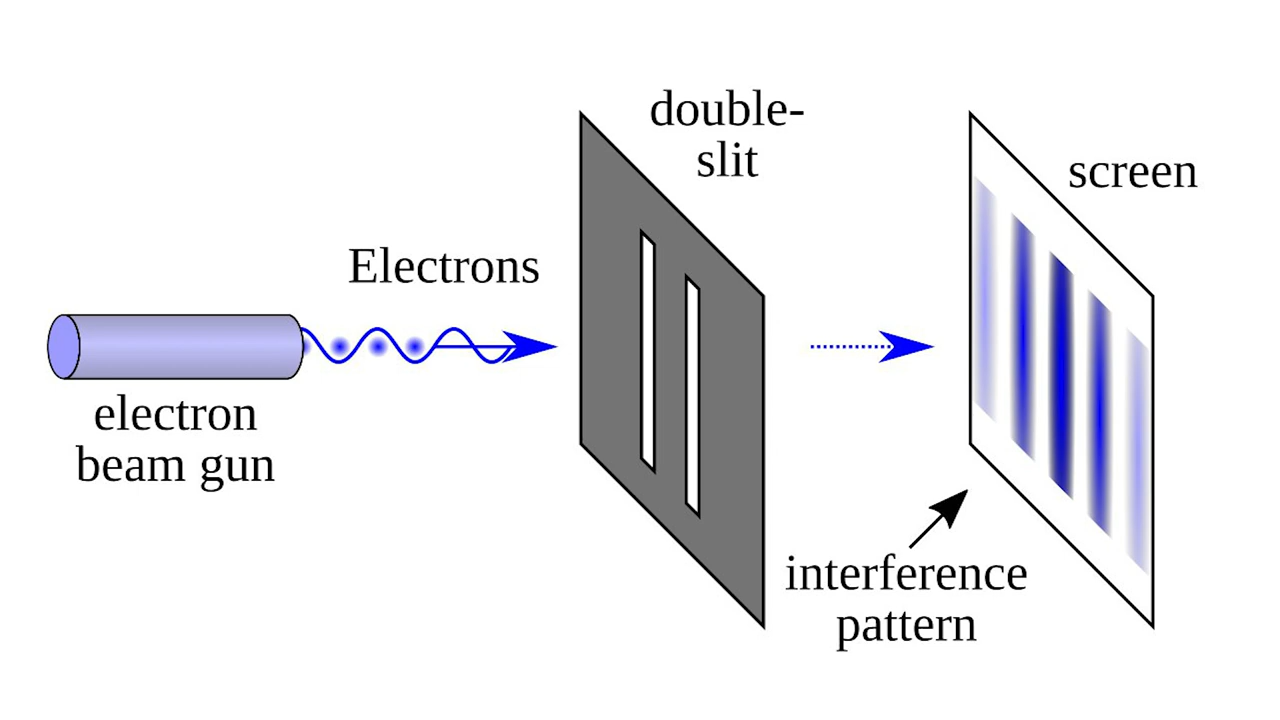 double-
slit
screen
Electrons
electron
beam gun
interference
pattern